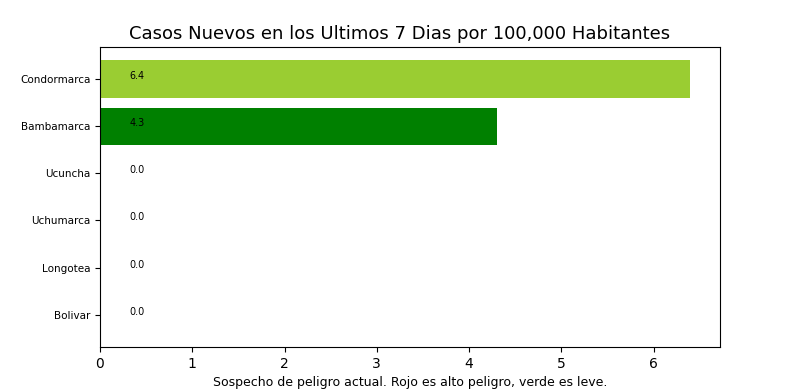 Casos Nuevos en los Ultimos 7 Dias por 100,000 Habitantes
Condormarca 6.4
Bambamarca 4.3
Ucuncha 0.0
Uchumarca 0.0
Longotea 0.0
Bolivar 0.0
0 1 2 3 4 5 6
Sospecho de peligro actual. Rojo es alto peligro, verde es leve.